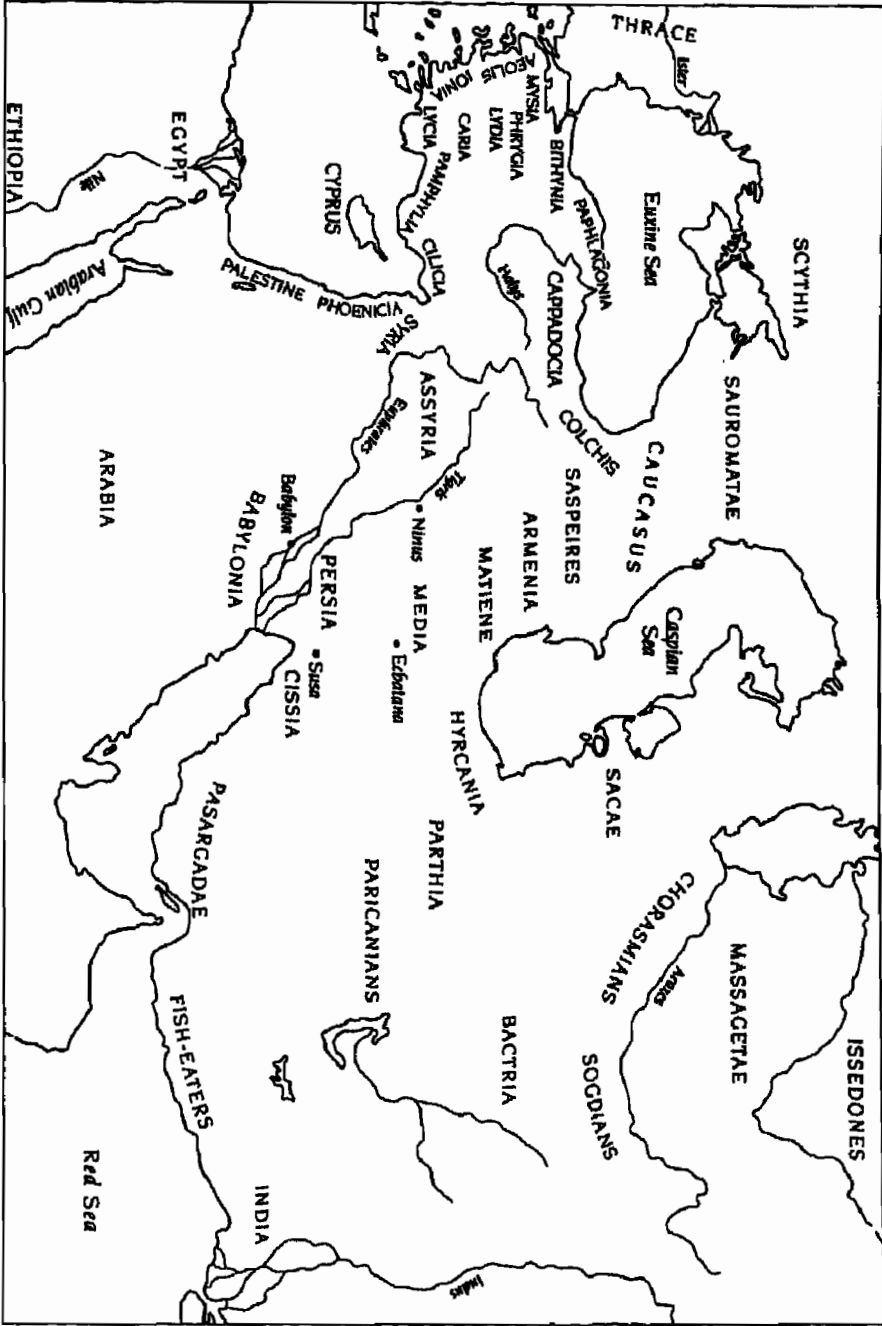 THRACE
Ister
SCYTHIA
SAUROMATAE
Euxine Sea
CAUCASUS
COLCHIS
Caspian
Sea
SACAE
CHORASMIANS
Araxes
MASSAGETAE
ISSEDONES
SOGDIANS
BITHYNIA
PAPHLAGONIA
MYSIA
PHRYGIA
LYDIA
CARIA
AEOLIS
IONIA
LYCIA
PAMPHYLIA
CILICIA
Halys
CAPPADOCIA
SASPEIRES
ARMENIA
MATIENE
HYRCANIA
PARTHIA
BACTRIA
PARICANIANS
CYPRUS
SYRIA
ASSYRIA
Euphrates
Tigris
Ninus
MEDIA
Ecbatana
PERSIA
Susa
CISSIA
Babylon
BABYLONIA
PHOENICIA
PALESTINE
EGYPT
Nile
ETHIOPIA
Arabian Gulf
ARABIA
PASARGADAE
FISH-EATERS
INDIA
Indus
Red Sea